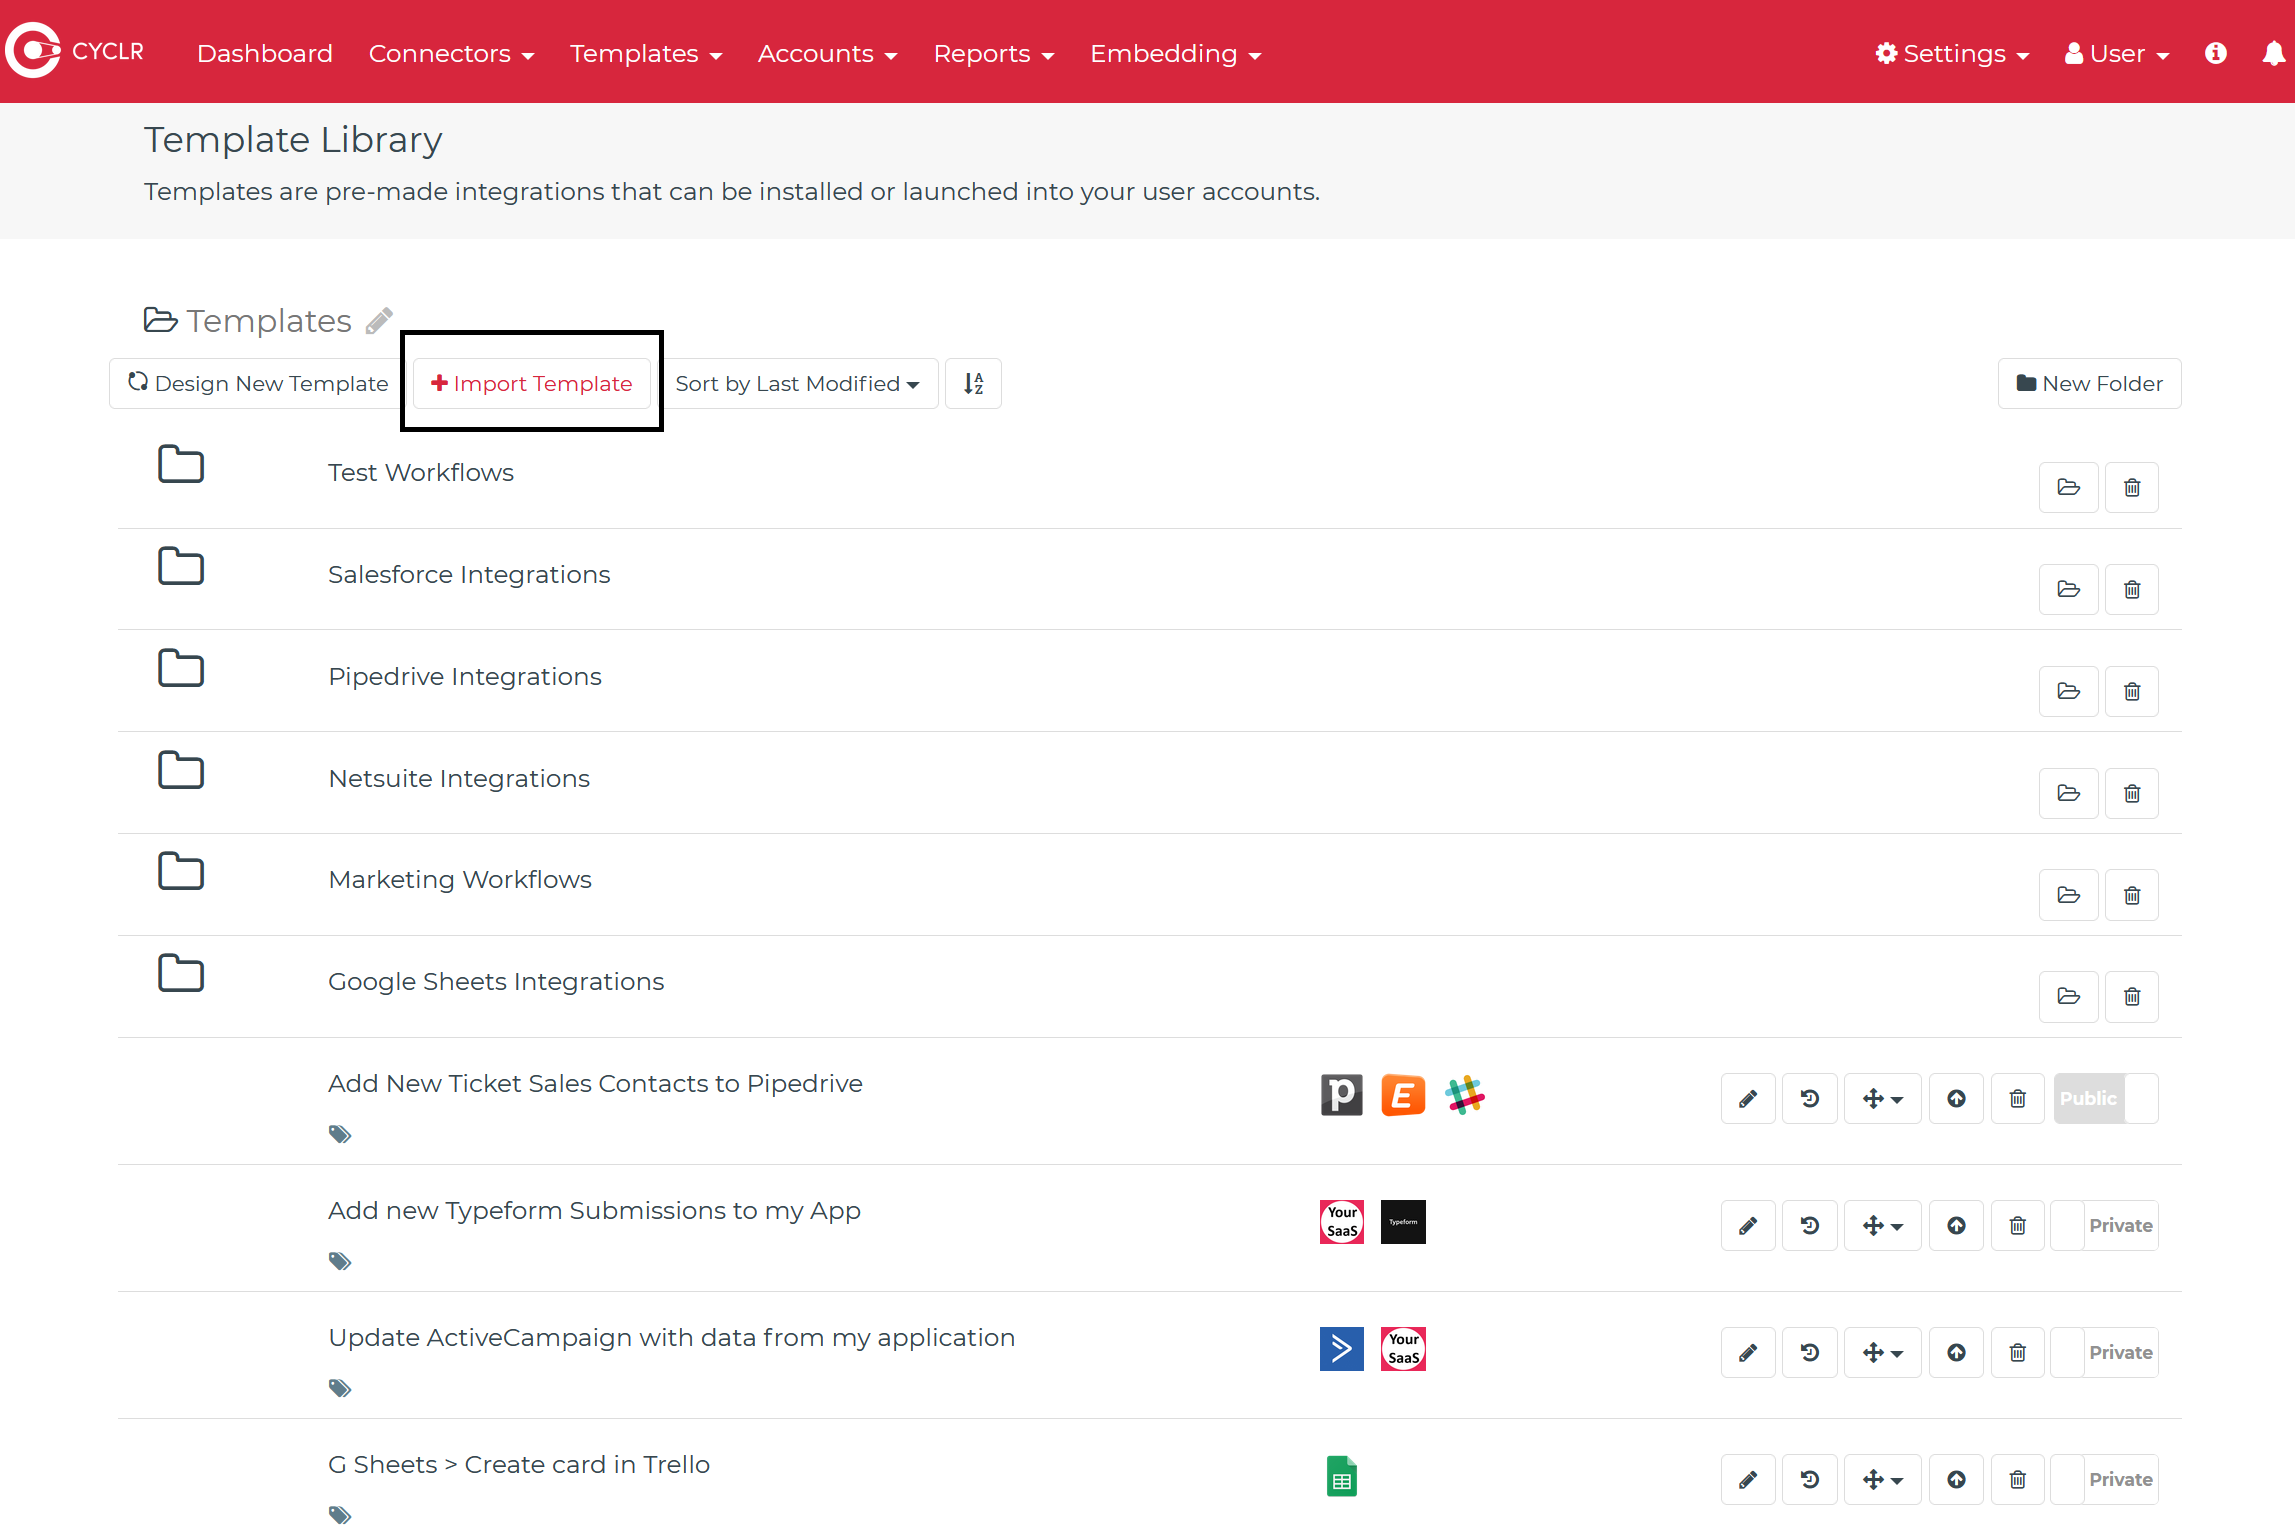 CYCLR Dashboard Connectors Templates Accounts Reports Embedding Settings User
Template Library
Templates are pre-made integrations that can be installed or launched into your user accounts.
Templates
Design New Template Import Template Sort by Last Modified New Folder
Test Workflows
Salesforce Integrations
Pipedrive Integrations
Netsuite Integrations
Marketing Workflows
Google Sheets Integrations
Add New Ticket Sales Contacts to Pipedrive Public
Add new Typeform Submissions to my App Your SaaS Typeform Private
Update ActiveCampaign with data from my application Your SaaS Private
G Sheets > Create card in Trello Private